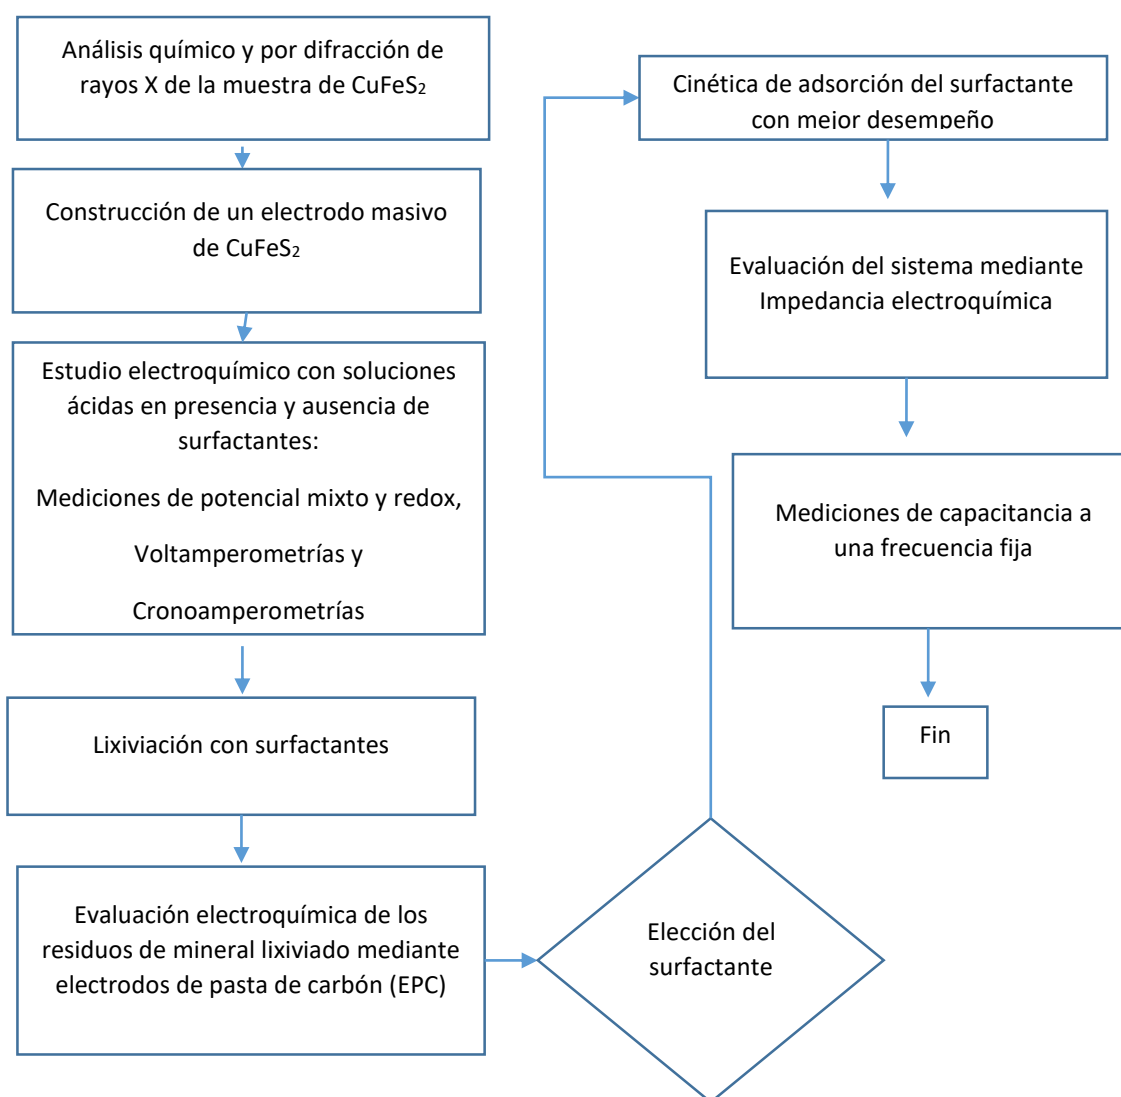 Análisis químico y por difracción de
rayos X de la muestra de CuFeS2
Construcción de un electrodo masivo
de CuFeS2
Estudio electroquímico con soluciones
ácidas en presencia y ausencia de
surfactantes:
Mediciones de potencial mixto y redox,
Voltamperometrías y
Cronoamperometrías
Lixiviación con surfactantes
Evaluación electroquímica de los
residuos de mineral lixiviado mediante
electrodos de pasta de carbón (EPC)
Elección del
surfactante
Cinética de adsorción del surfactante
con mejor desempeño
Evaluación del sistema mediante
Impedancia electroquímica
Mediciones de capacitancia a
una frecuencia fija
Fin